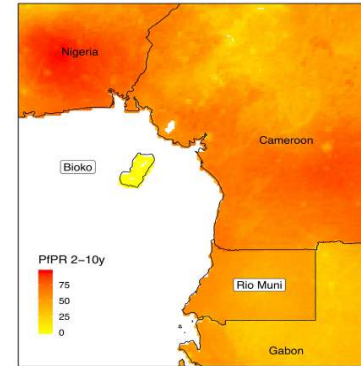 Nigeria
Cameroon
Bioko
PfPR 2−10y
75
50
25
0
Rio Muni
Gabon